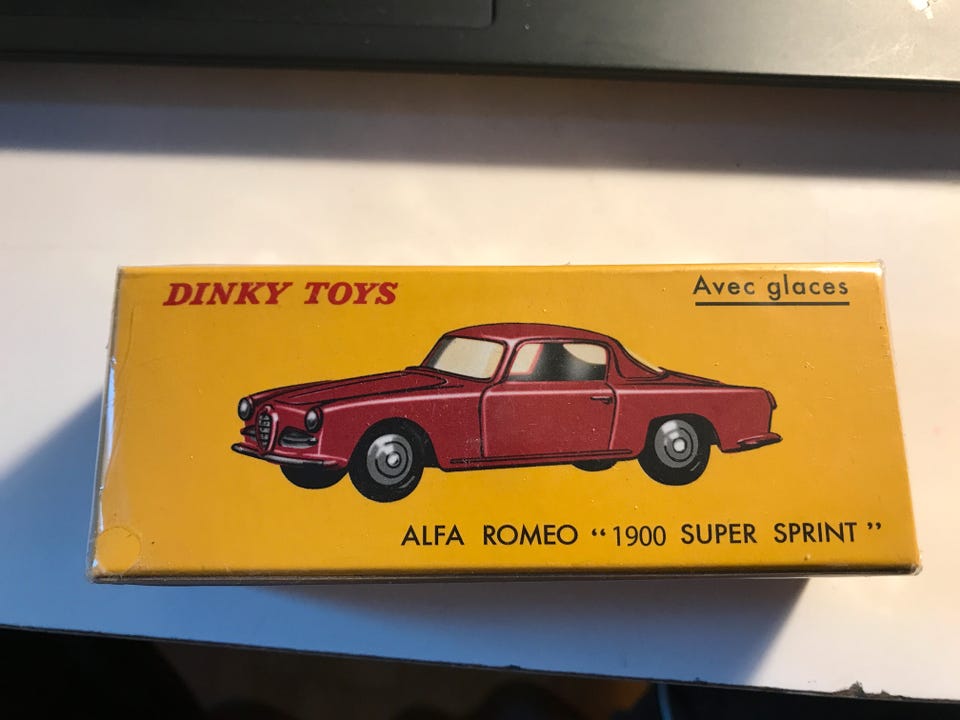 DINKY TOYS
Avec glaces
ALFA ROMEO “1900 SUPER SPRINT”